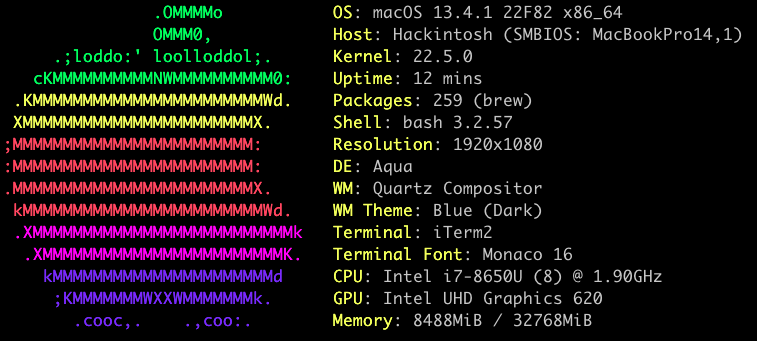 .OMMMMo OS: macOS 13.4.1 22F82 x86_64
OMMM0, Host: Hackintosh (SMBIOS: MacBookPro14,1)
.;loddo:' loolloddol;. Kernel: 22.5.0
cKMMMMMMMMMMNWMMMMMMMMMM0: Uptime: 12 mins
.KMMMMMMMMMMMMMMMMMMMMMMMWd. Packages: 259 (brew)
XMMMMMMMMMMMMMMMMMMMMMMMX. Shell: bash 3.2.57
;MMMMMMMMMMMMMMMMMMMMMMMM: Resolution: 1920x1080
:MMMMMMMMMMMMMMMMMMMMMMMM: DE: Aqua
.MMMMMMMMMMMMMMMMMMMMMMMMX. WM: Quartz Compositor
kMMMMMMMMMMMMMMMMMMMMMMMMWd. WM Theme: Blue (Dark)
.XMMMMMMMMMMMMMMMMMMMMMMMMMMk Terminal: iTerm2
.XMMMMMMMMMMMMMMMMMMMMMMMMK. Terminal Font: Monaco 16
kMMMMMMMMMMMMMMMMMMMMMMd CPU: Intel i7-8650U (8) @ 1.90GHz
;KMMMMMMMWXXWMMMMMMMk. GPU: Intel UHD Graphics 620
.cooc,. .,coo:. Memory: 8488MiB / 32768MiB